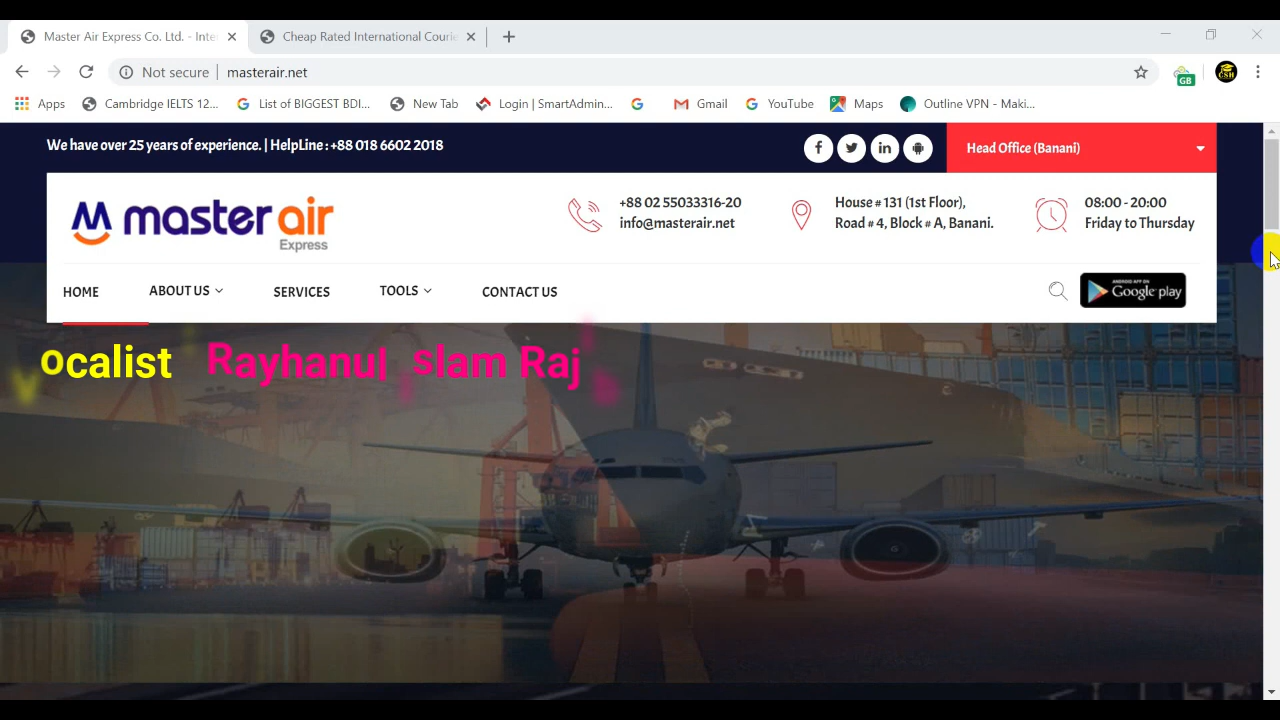 Master Air Express Co. Ltd. - Inte
Cheap Rated International Courie
Not secure
masterair.net
GB
CSH
Apps
Cambridge IELTS 12...
List of BIGGEST BDI...
New Tab
Login | SmartAdmin...
Gmail
YouTube
Maps
Outline VPN - Maki...
We have over 25 years of experience. | HelpLine : +88 018 6602 2018
Head Office (Banani)
master air
Express
+88 02 55033316-20
info@masterair.net
House # 131 (1st Floor),
Road # 4, Block # A, Banani.
08:00 - 20:00
Friday to Thursday
HOME
ABOUT US
SERVICES
TOOLS
CONTACT US
ANDROID APP ON
Google play
Vocalist Rayhanul Islam Raj